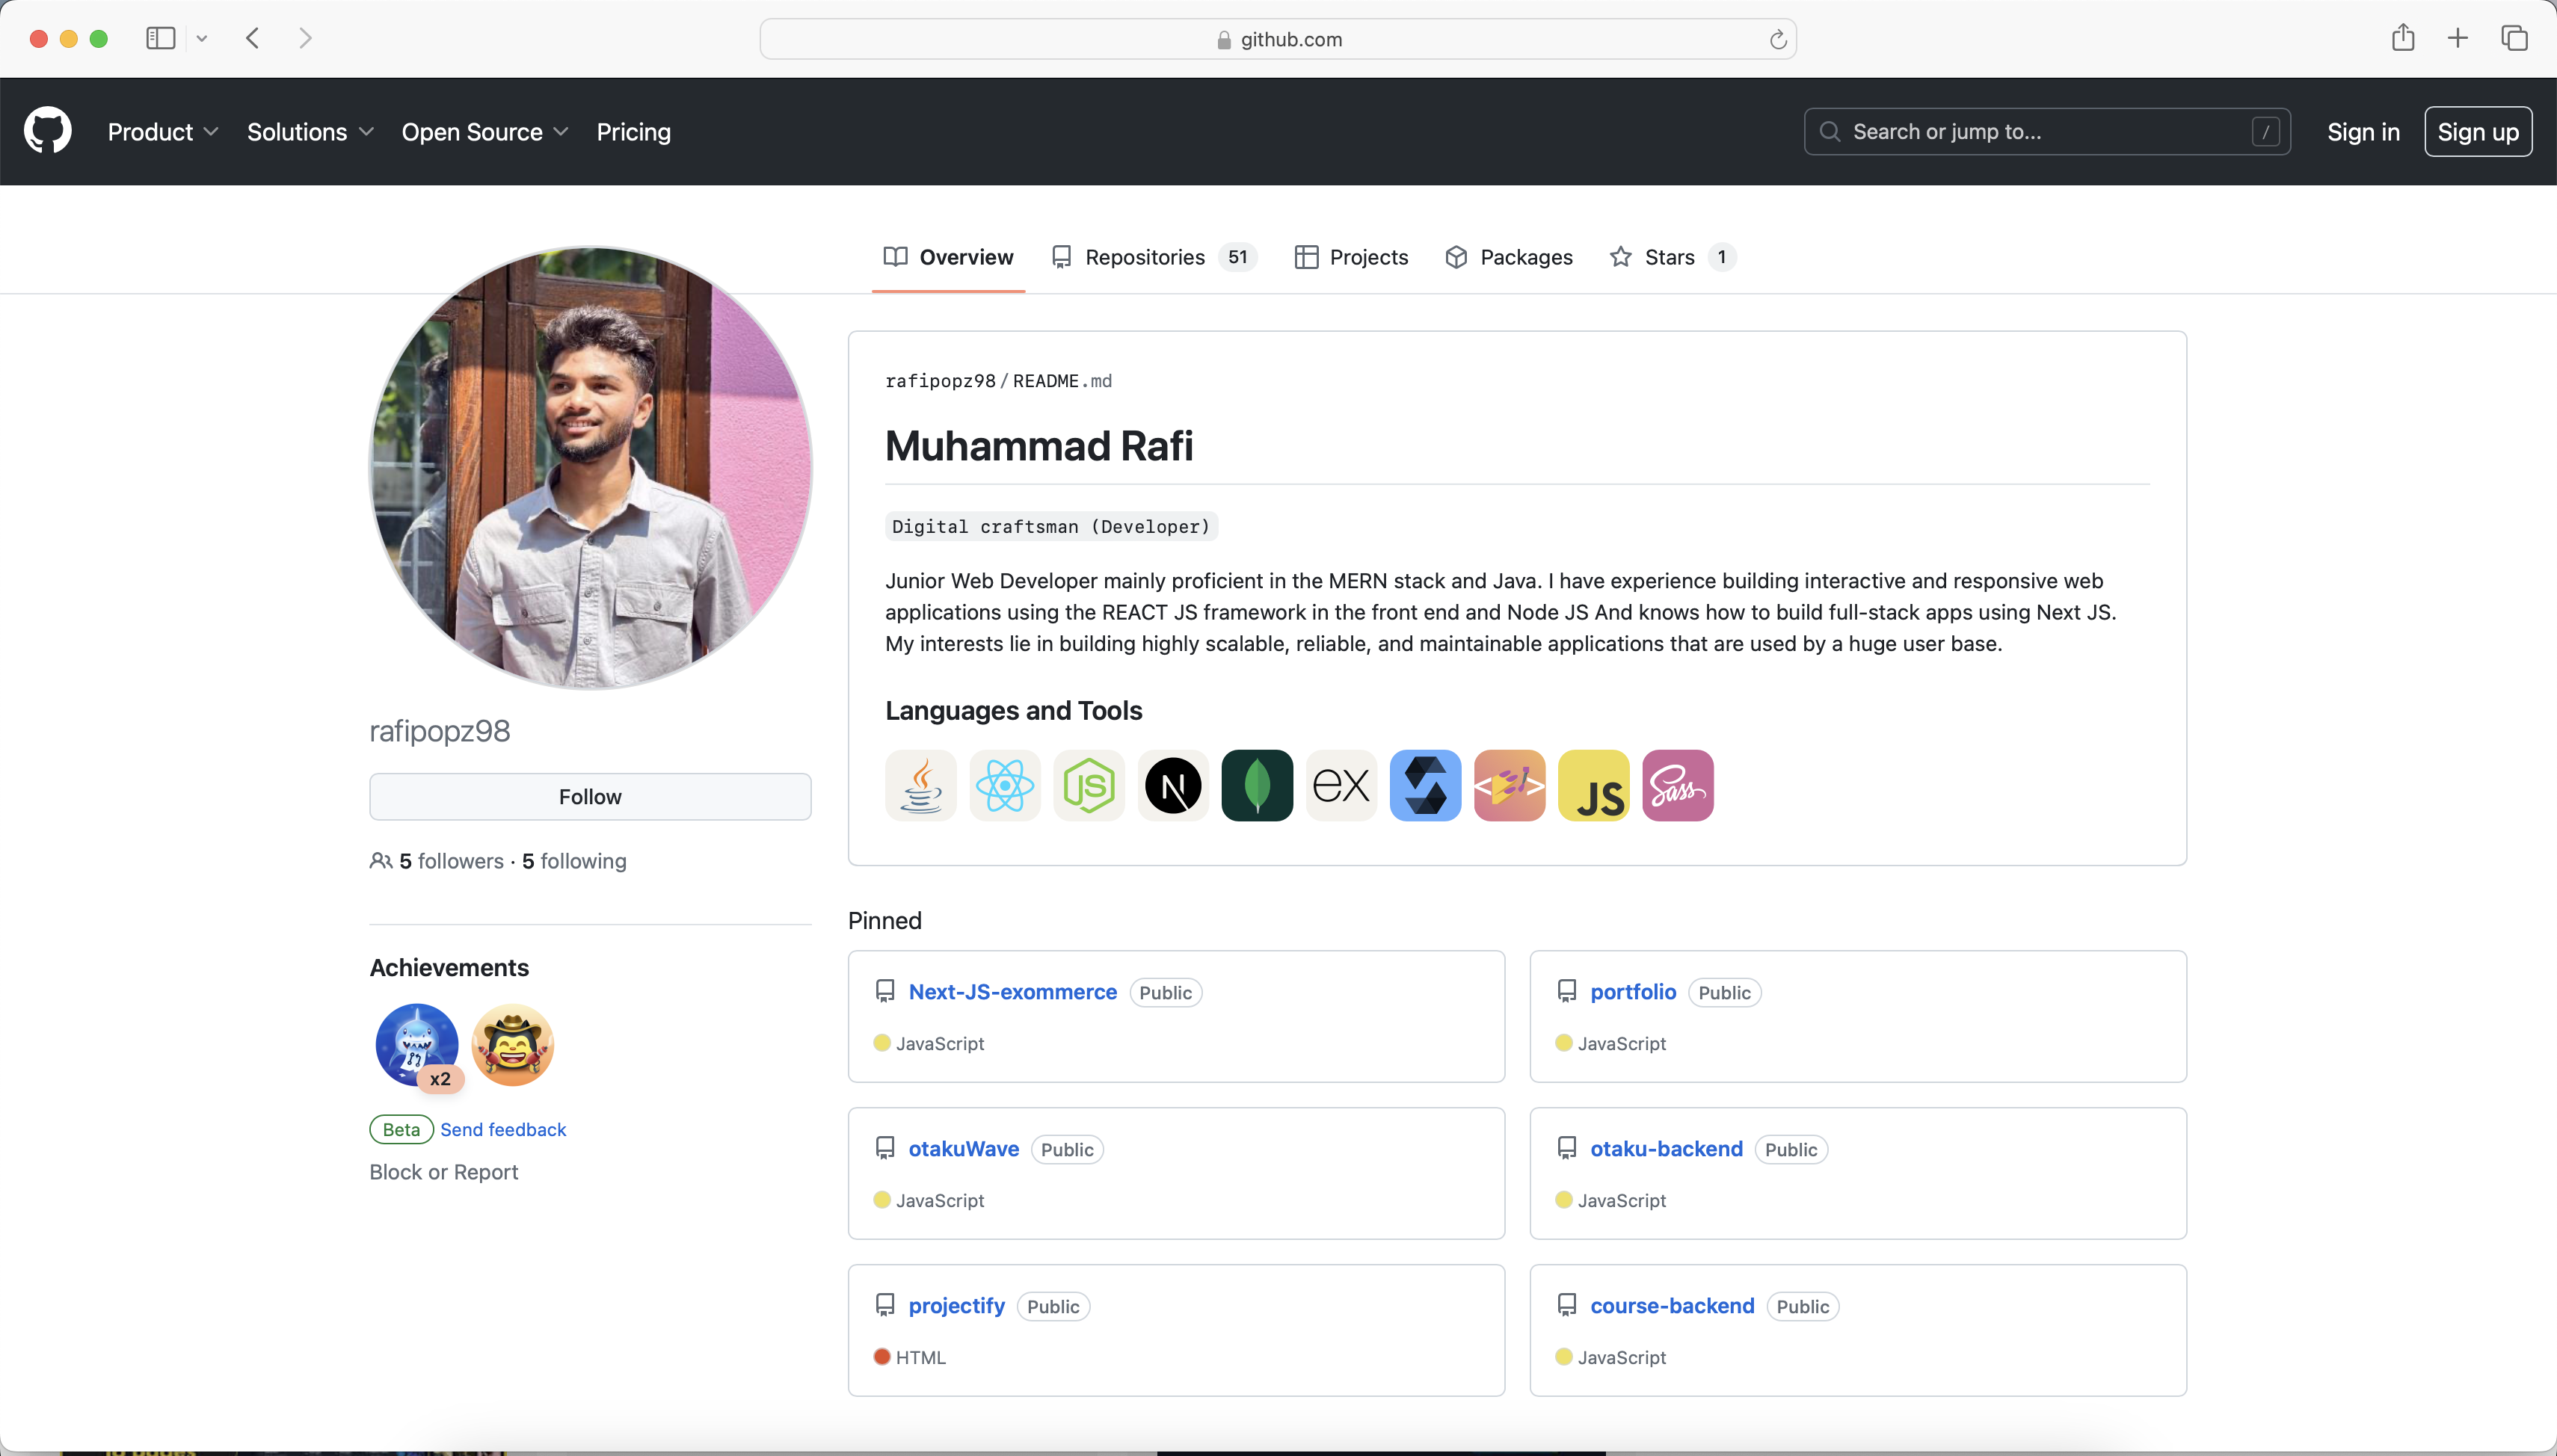 github.com
Product
Solutions
Open Source
Pricing
Search or jump to...
/
Sign in
Sign up
Overview
Repositories 51
Projects
Packages
Stars 1
rafipopz98/README.md
Muhammad Rafi
Digital craftsman (Developer)
Junior Web Developer mainly proficient in the MERN stack and Java. I have experience building interactive and responsive web
applications using the REACT JS framework in the front end and Node JS And knows how to build full-stack apps using Next JS.
My interests lie in building highly scalable, reliable, and maintainable applications that are used by a huge user base.
Languages and Tools
JS
N
ex
JS
Sass
rafipopz98
Follow
5 followers · 5 following
Achievements
x2
Beta Send feedback
Block or Report
Pinned
Next-JS-exommerce Public
JavaScript
portfolio Public
JavaScript
otakuWave Public
JavaScript
otaku-backend Public
JavaScript
projectify Public
HTML
course-backend Public
JavaScript